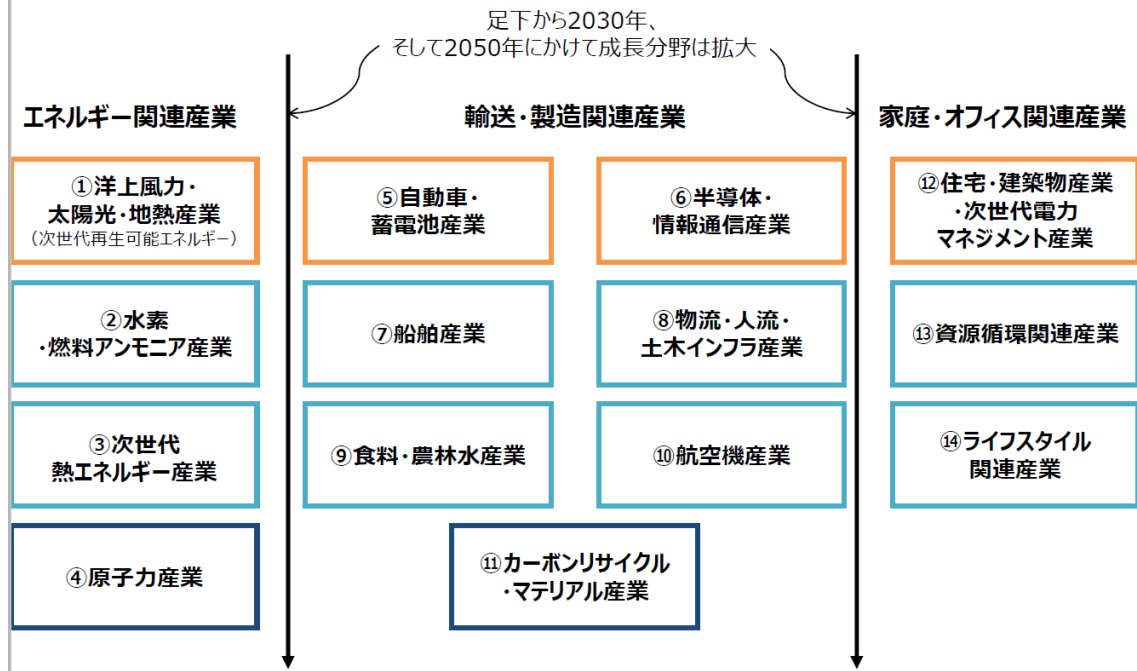 足下から2030年、
そして2050年にかけて成長分野は拡大
エネルギー関連産業
輸送・製造関連産業
家庭・オフィス関連産業
①洋上風力・
太陽光・地熱産業
（次世代再生可能エネルギー）
⑤自動車・
蓄電池産業
⑥半導体・
情報通信産業
⑫住宅・建築物産業
・次世代電力
マネジメント産業
②水素
・燃料アンモニア産業
⑦船舶産業
⑧物流・人流・
土木インフラ産業
⑬資源循環関連産業
③次世代
熱エネルギー産業
⑨食料・農林水産業
⑩航空機産業
⑭ライフスタイル
関連産業
④原子力産業
⑪カーボンリサイクル
・マテリアル産業